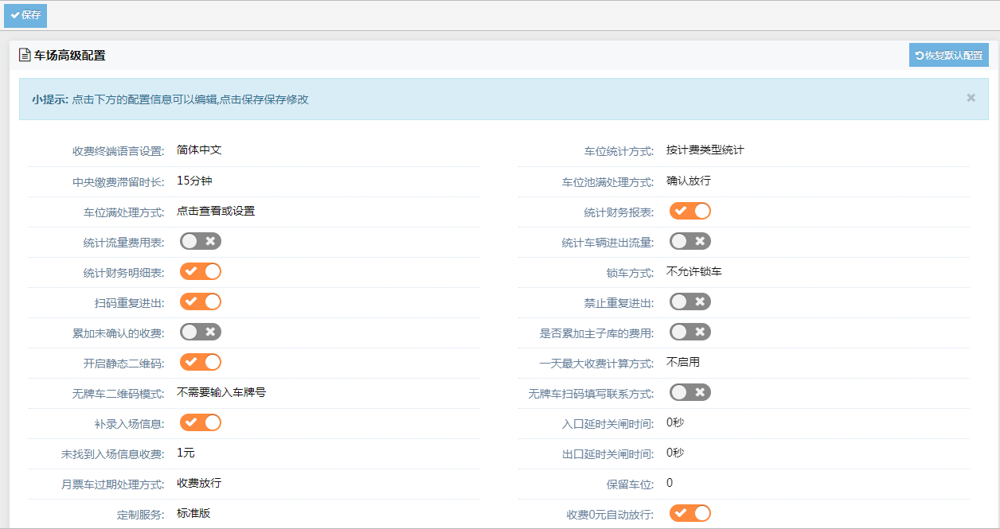 保存
车场高级配置
恢复默认配置
小提示: 点击下方的配置信息可以编辑,点击保存保存修改
收费终端语言设置: 简体中文
车位统计方式: 按计费类型统计
中央缴费滞留时长: 15分钟
车位池满处理方式: 确认放行
车位满处理方式: 点击查看或设置
统计财务报表:
统计流量费用表:
统计车辆进出流量:
统计财务明细表:
锁车方式: 不允许锁车
扫码重复进出:
禁止重复进出:
累加未确认的收费:
是否累加主子库的费用:
开启静态二维码:
一天最大收费计算方式: 不启用
无牌车二维码模式: 不需要输入车牌号
无牌车扫码填写联系方式:
补录入场信息:
入口延时关闸时间: 0秒
未找到入场信息收费: 1元
出口延时关闸时间: 0秒
月票车过期处理方式: 收费放行
保留车位: 0
定制服务: 标准版
收费0元自动放行: